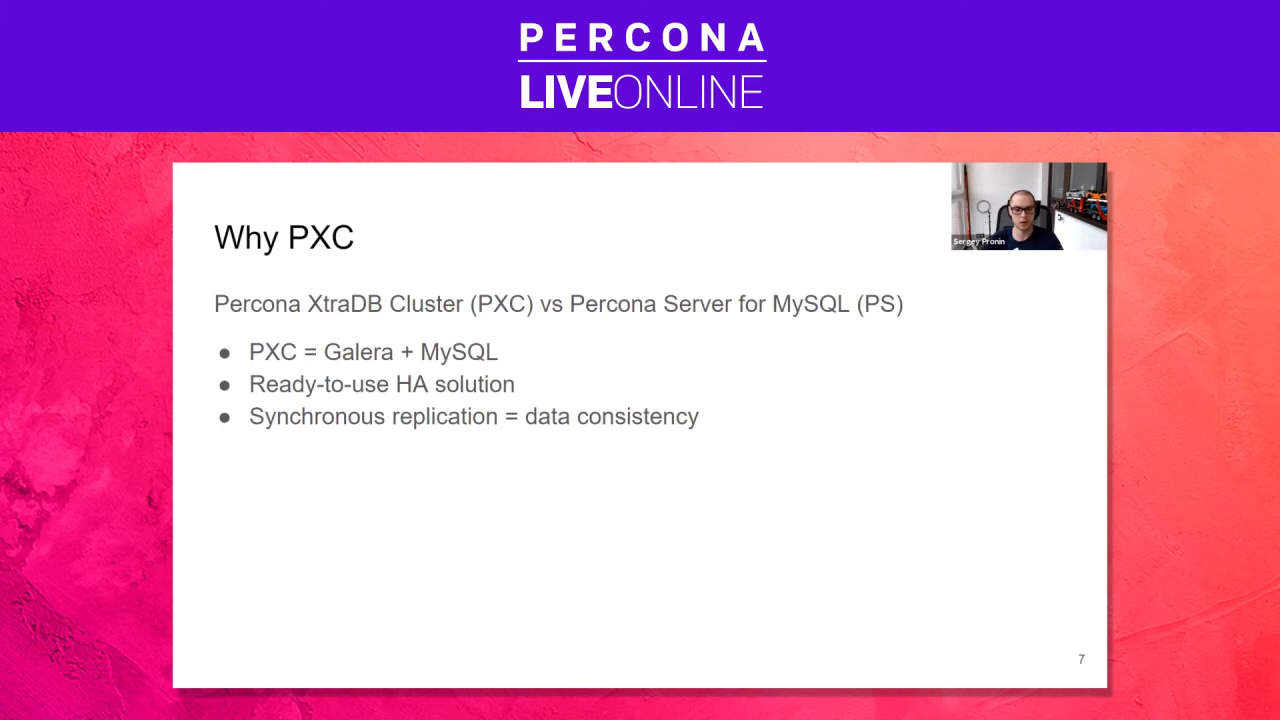 PERCONA
LIVEONLINE
Sergey Pronin
Why PXC
Percona XtraDB Cluster (PXC) vs Percona Server for MySQL (PS)
● PXC = Galera + MySQL
● Ready-to-use HA solution
● Synchronous replication = data consistency
7